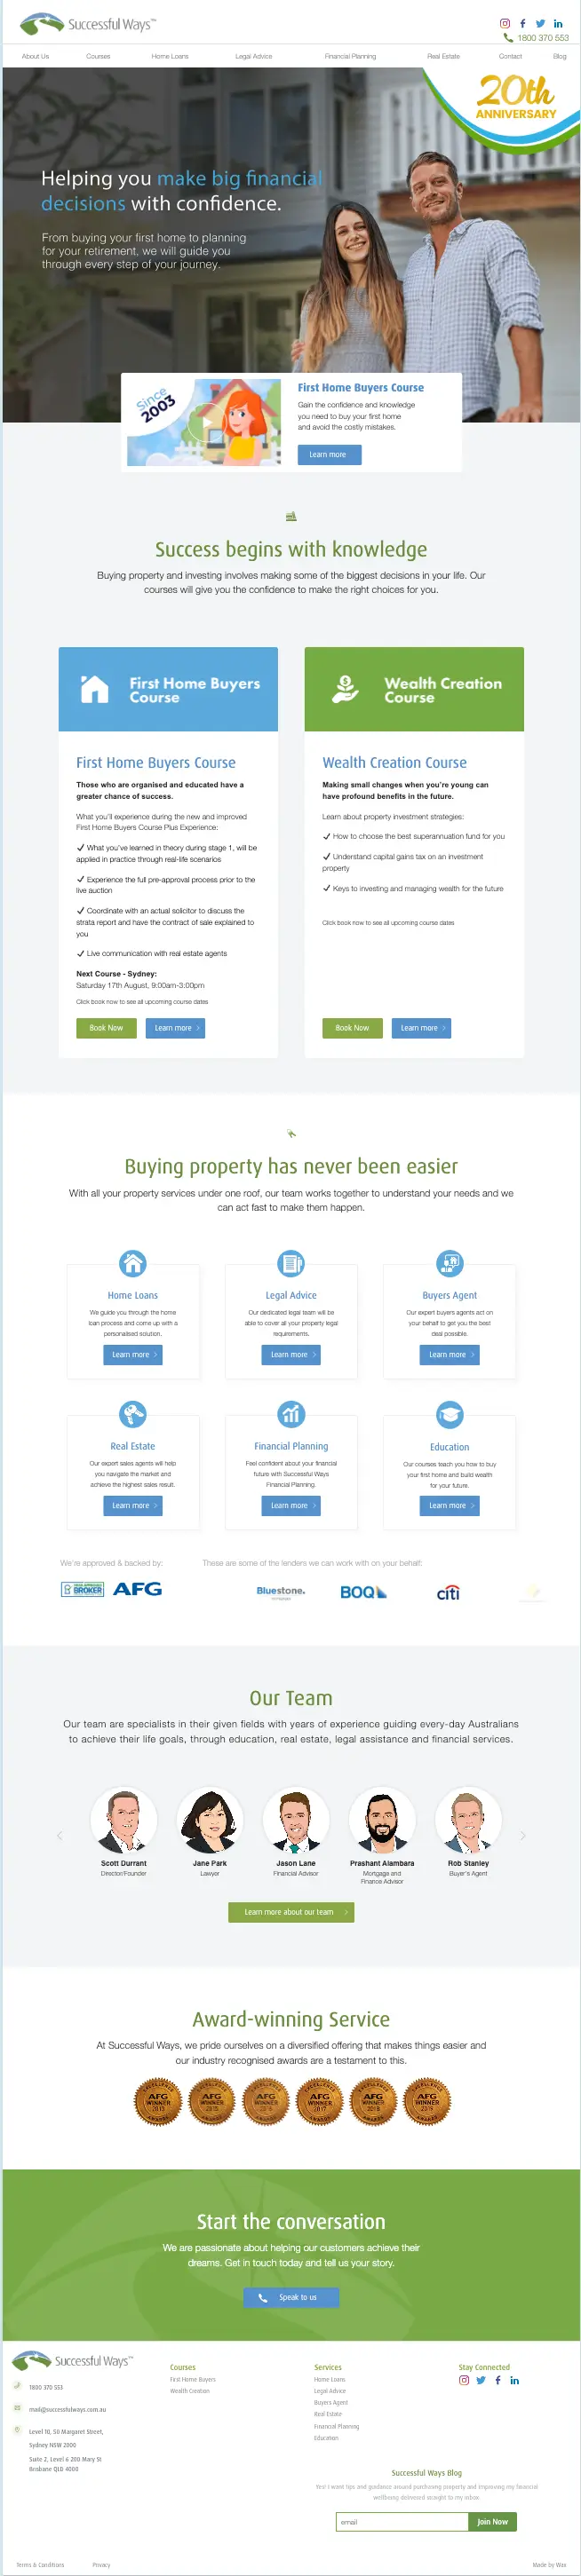 Successful Ways™
1800 370 553
About Us Courses Home Loans Legal Advice Financial Planning Real Estate Contact Blog
20th
ANNIVERSARY
Helping you make big financial
decisions with confidence.
From buying your first home to planning
for your retirement, we will guide you
through every step of your journey.
Since
2003
First Home Buyers Course
Gain the confidence and knowledge
you need to buy your first home
and avoid the costly mistakes.
Learn more
Success begins with knowledge
Buying property and investing involves making some of the biggest decisions in your life. Our
courses will give you the confidence to make the right choices for you.
First Home Buyers
Course
First Home Buyers Course
Those who are organised and educated have a
greater chance of success.
What you'll experience during the new and improved
First Home Buyers Course Plus Experience:
✓ What you've learned in theory during stage 1, will be
applied in practice through real-life scenarios
✓ Experience the full pre-approval process prior to the
live auction
✓ Coordinate with an actual solicitor to discuss the
strata report and have the contract of sale explained to
you
✓ Live communication with real estate agents
Next Course - Sydney:
Saturday 17th August, 9:00am-3:00pm
Click book now to see all upcoming course dates
Book Now Learn more >
Wealth Creation
Course
Wealth Creation Course
Making small changes when you're young can
have profound benefits in the future.
Learn about property investment strategies:
✓ How to choose the best superannuation fund for you
✓ Understand capital gains tax on an investment
property
✓ Keys to investing and managing wealth for the future
Click book now to see all upcoming course dates
Book Now Learn more >
Buying property has never been easier
With all your property services under one roof, our team works together to understand your needs and we
can act fast to make them happen.
Home Loans
We guide you through the home
loan process and come up with a
personalised solution.
Learn more >
Legal Advice
Our dedicated legal team will be
able to cover all your property legal
requirements.
Learn more >
Buyers Agent
Our expert buyers agents act on
your behalf to get you the best
deal possible.
Learn more >
Real Estate
Our expert sales agents will help
you navigate the market and
achieve the highest sales result.
Learn more >
Financial Planning
Feel confident about your financial
future with Successful Ways
Financial Planning.
Learn more >
Education
Our courses teach you how to buy
your first home and build wealth
for your future.
Learn more >
We're approved & backed by:
BROKER AFG
These are some of the lenders we can work with on your behalf:
Bluestone.
BOQ
citi
Our Team
Our team are specialists in their given fields with years of experience guiding every-day Australians
to achieve their life goals, through education, real estate, legal assistance and financial services.
Scott Durrant
Director/Founder
Jane Park
Lawyer
Jason Lane
Financial Advisor
Prashant Alambara
Mortgage and
Finance Advisor
Rob Stanley
Buyer's Agent
Learn more about our team >
Award-winning Service
At Successful Ways, we pride ourselves on a diversified offering that makes things easier and
our industry recognised awards are a testament to this.
EXCELLENCE
AFG
WINNER
AWARDS
EXCELLENCE
AFG
WINNER
AWARDS
EXCELLENCE
AFG
WINNER
AWARDS
EXCELLENCE
AFG
WINNER
2017
AWARDS
EXCELLENCE
AFG
WINNER
AWARDS
EXCELLENCE
AFG
WINNER
AWARDS
Start the conversation
We are passionate about helping our customers achieve their
dreams. Get in touch today and tell us your story.
Speak to us
Successful Ways™
1800 370 553
mail@successfulways.com.au
Level 10, 50 Margaret Street,
Sydney NSW 2000
Suite 2, Level 6 200 Mary St
Brisbane QLD 4000
Courses
First Home Buyers
Wealth Creation
Services
Home Loans
Legal Advice
Buyers Agent
Real Estate
Financial Planning
Education
Stay Connected
Successful Ways Blog
Yes! I want tips and guidance around purchasing property and improving my financial
wellbeing delivered straight to my inbox
email
Join Now
Terms & Conditions Privacy
Made by Wax